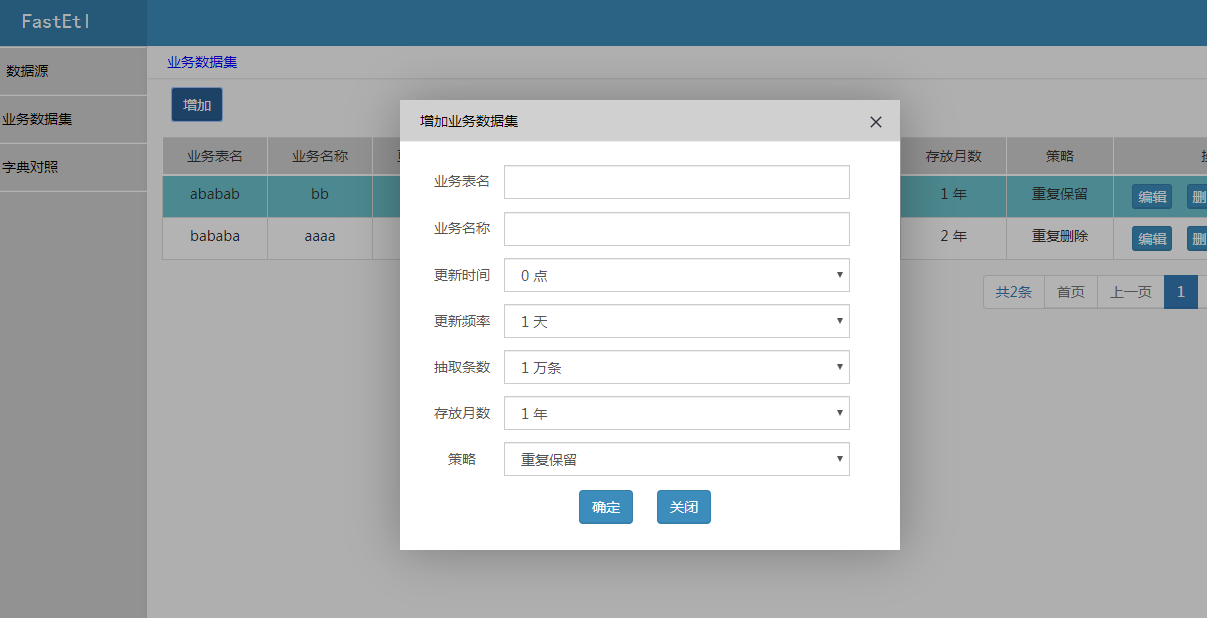 FastEtl
数据源
业务数据集
字典对照
业务数据集
增加
业务表名 业务名称 存放月数 策略
ababab bb 1 年 重复保留 编辑
bababa aaaa 2 年 重复删除 编辑
共2条 首页 上一页 1
增加业务数据集 ×
业务表名
业务名称
更新时间 0 点
更新频率 1 天
抽取条数 1 万条
存放月数 1 年
策略 重复保留
确定 关闭